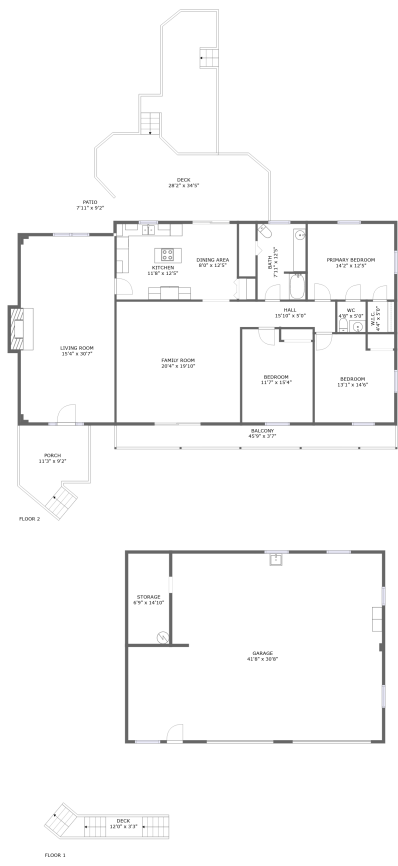 DECK
28'2" x 34'5"
PATIO
7'11" x 9'2"
KITCHEN
11'8" x 12'5"
DINING AREA
8'0" x 12'5"
BATH
7'11" x 12'5"
PRIMARY BEDROOM
14'2" x 12'5"
HALL
15'10" x 5'0"
WC
4'8" x 5'0"
W.I.C.
4'4" x 5'0"
LIVING ROOM
15'4" x 30'7"
FAMILY ROOM
20'4" x 19'10"
BEDROOM
11'7" x 15'4"
BEDROOM
13'1" x 14'6"
BALCONY
45'9" x 3'7"
PORCH
11'3" x 9'2"
FLOOR 2
STORAGE
6'9" x 14'10"
GARAGE
41'8" x 30'8"
DECK
12'0" x 3'3"
FLOOR 1